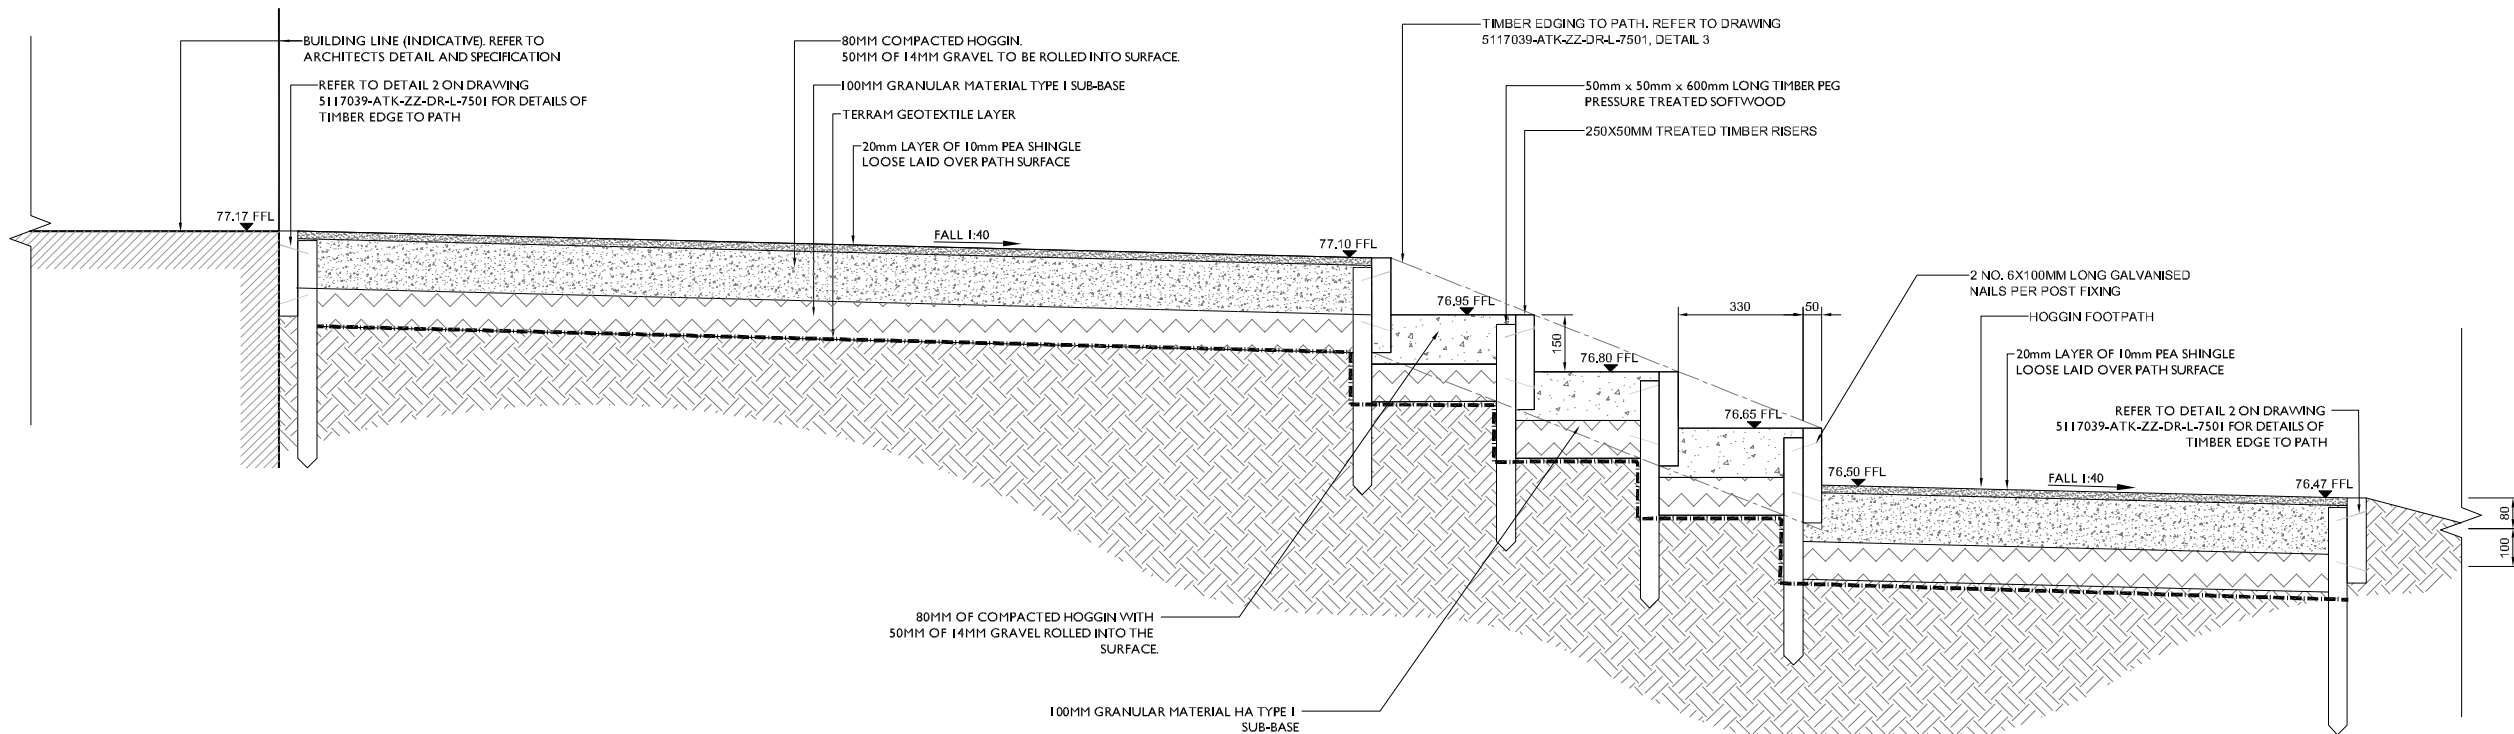 BUILDING LINE (INDICATIVE). REFER TO
ARCHITECTS DETAIL AND SPECIFICATION
REFER TO DETAIL 2 ON DRAWING
5117039-ATK-ZZ-DR-L-7501 FOR DETAILS OF
TIMBER EDGE TO PATH
80MM COMPACTED HOGGIN.
50MM OF 14MM GRAVEL TO BE ROLLED INTO SURFACE.
100MM GRANULAR MATERIAL TYPE 1 SUB-BASE
TERRAM GEOTEXTILE LAYER
20mm LAYER OF 10mm PEA SHINGLE
LOOSE LAID OVER PATH SURFACE
TIMBER EDGING TO PATH. REFER TO DRAWING
5117039-ATK-ZZ-DR-L-7501, DETAIL 3
50mm x 50mm x 600mm LONG TIMBER PEG
PRESSURE TREATED SOFTWOOD
250X50MM TREATED TIMBER RISERS
77.17 FFL
FALL 1:40
77.10 FFL
76.95 FFL
150
76.80 FFL
330
50
76.65 FFL
2 NO. 6X100MM LONG GALVANISED
NAILS PER POST FIXING
HOGGIN FOOTPATH
20mm LAYER OF 10mm PEA SHINGLE
LOOSE LAID OVER PATH SURFACE
REFER TO DETAIL 2 ON DRAWING
5117039-ATK-ZZ-DR-L-7501 FOR DETAILS OF
TIMBER EDGE TO PATH
76.50 FFL
FALL 1:40
76.47 FFL
80
100
80MM OF COMPACTED HOGGIN WITH
50MM OF 14MM GRAVEL ROLLED INTO THE
SURFACE.
100MM GRANULAR MATERIAL HA TYPE 1
SUB-BASE